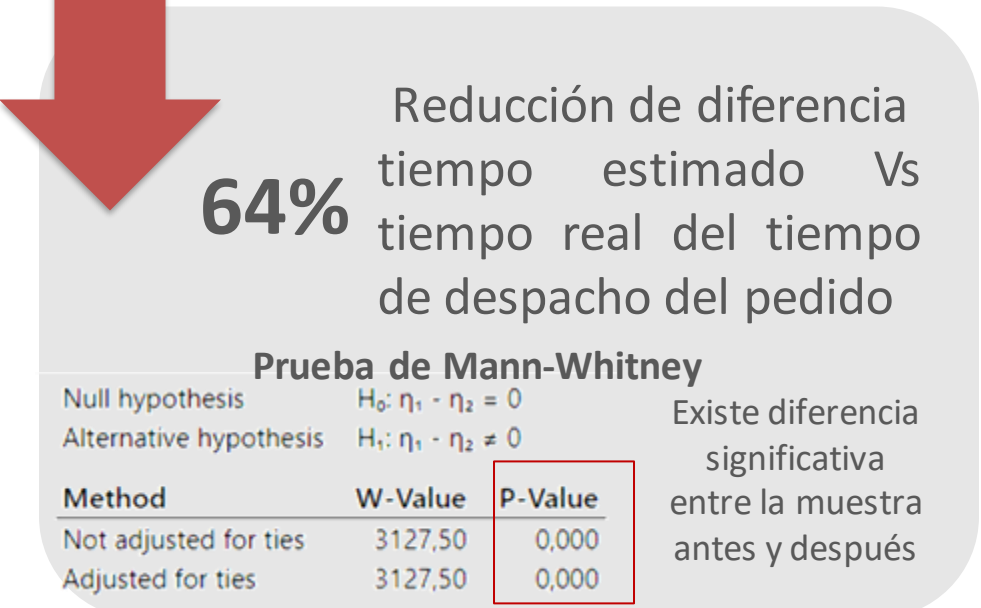 Reducción de diferencia
64% tiempo estimado Vs
tiempo real del tiempo
de despacho del pedido
Prueba de Mann-Whitney
Null hypothesis H₀: η₁ - η₂ = 0
Alternative hypothesis H₁: η₁ - η₂ ≠ 0
Method W-Value P-Value
Not adjusted for ties 3127,50 0,000
Adjusted for ties 3127,50 0,000
Existe diferencia
significativa
entre la muestra
antes y después